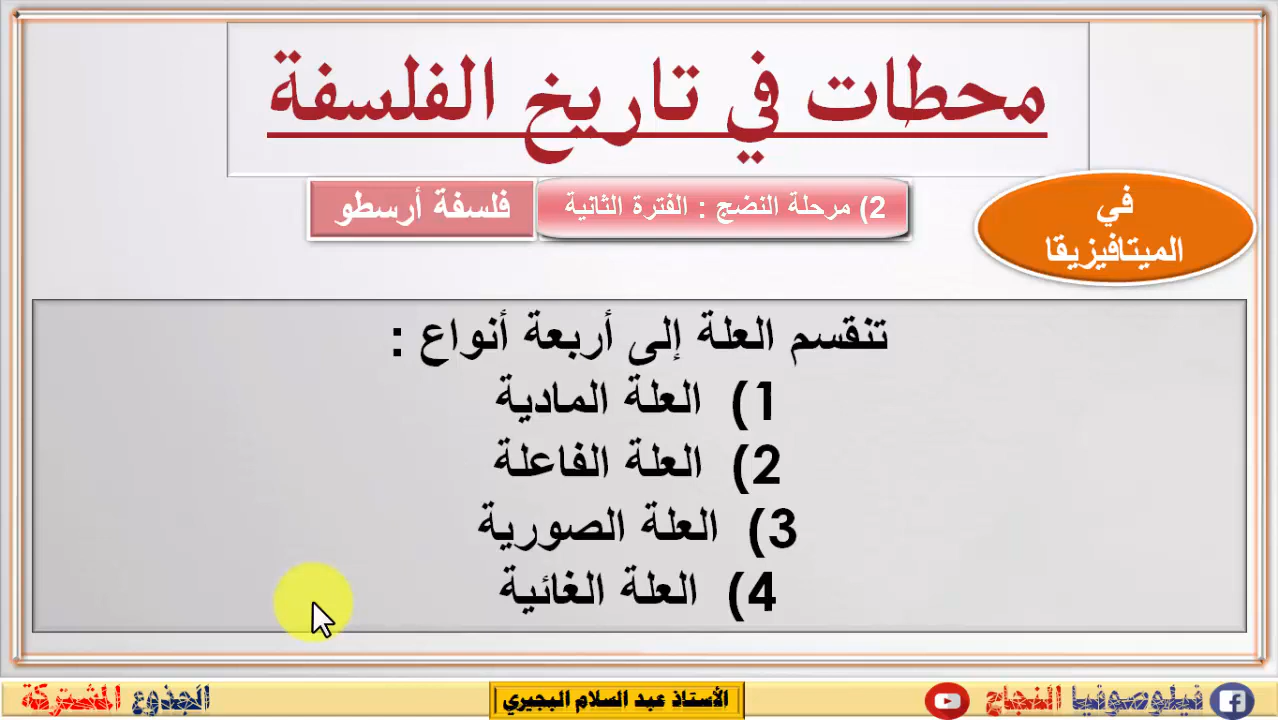 محطات في تاريخ الفلسفة
2) مرحلة النضج : الفترة الثانية
فلسفة أرسطو
في
الميتافيزيقا
تنقسم العلة إلى أربعة أنواع :
1) العلة المادية
2) العلة الفاعلة
3) العلة الصورية
4) العلة الغائية
فيلوصوفيا النجاح
الأستاذ عبد السلام البجيري
الجذوع المشتركة